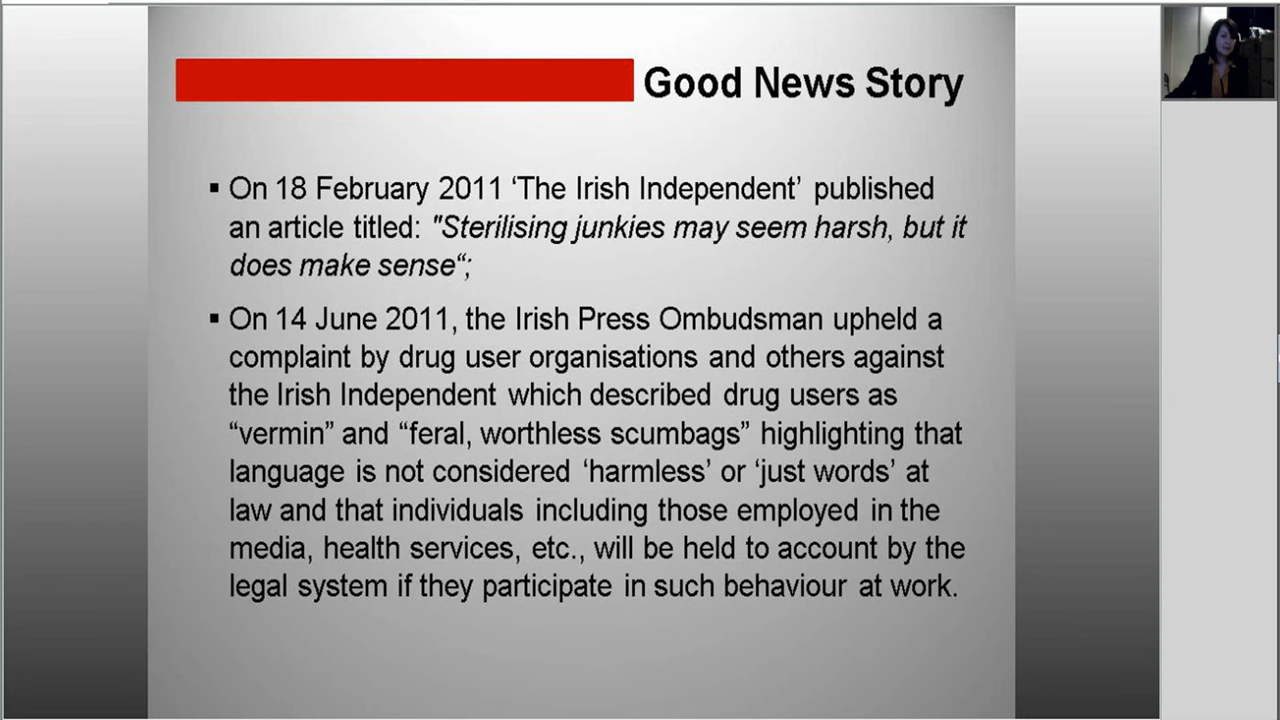 Good News Story
▪ On 18 February 2011 ‘The Irish Independent’ published
an article titled: "Sterilising junkies may seem harsh, but it
does make sense“;
▪ On 14 June 2011, the Irish Press Ombudsman upheld a
complaint by drug user organisations and others against
the Irish Independent which described drug users as
“vermin” and “feral, worthless scumbags” highlighting that
language is not considered ‘harmless’ or ‘just words’ at
law and that individuals including those employed in the
media, health services, etc., will be held to account by the
legal system if they participate in such behaviour at work.